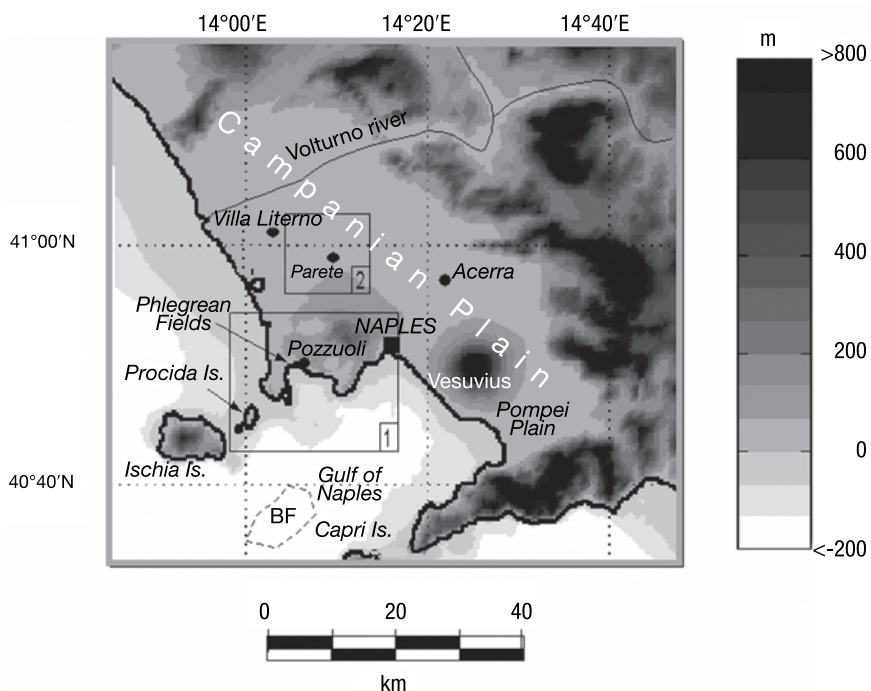 14°00′E 14°20′E 14°40′E
m
>800
600
400
200
0
<-200
41°00′N
40°40′N
Campanian Plain
Volturno river
Villa Literno
Parete
2
Acerra
Phlegrean
Fields
NAPLES
Pozzuoli
Procida Is.
Vesuvius
Pompei
Plain
1
Ischia Is.
Gulf of
Naples
BF
Capri Is.
0 20 40
km